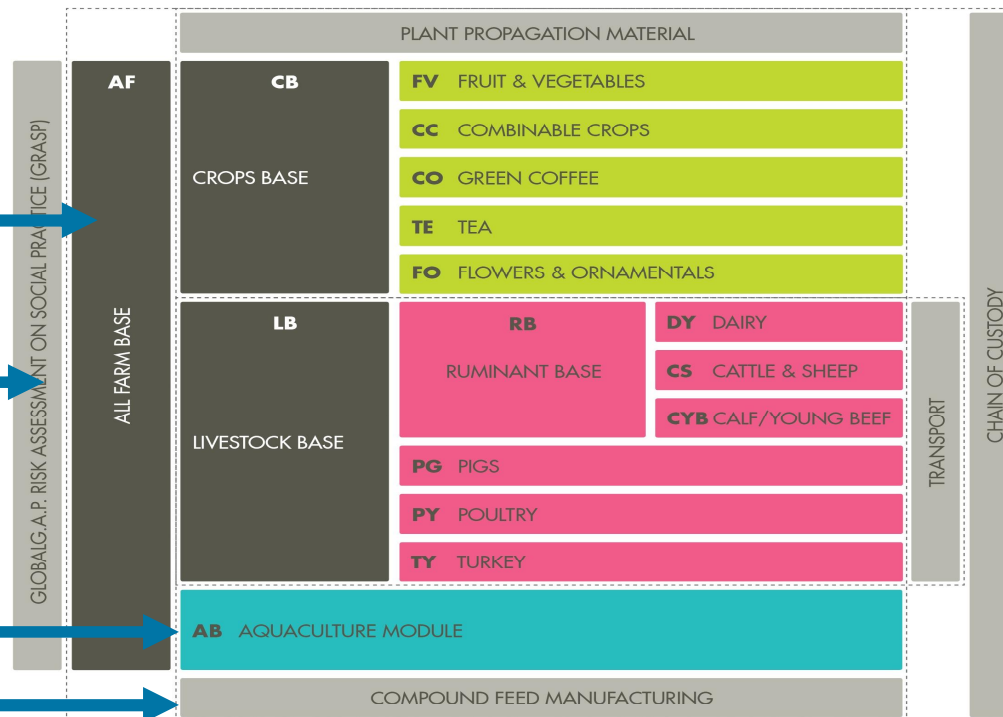 PLANT PROPAGATION MATERIAL
GLOBALG.A.P. RISK ASSESSMENT ON SOCIAL PRACTICE (GRASP)
AF
ALL FARM BASE
CB
CROPS BASE
FV FRUIT & VEGETABLES
CC COMBINABLE CROPS
CO GREEN COFFEE
TE TEA
FO FLOWERS & ORNAMENTALS
LB
LIVESTOCK BASE
RB
RUMINANT BASE
DY DAIRY
CS CATTLE & SHEEP
CYB CALF/YOUNG BEEF
PG PIGS
PY POULTRY
TY TURKEY
TRANSPORT
CHAIN OF CUSTODY
AB AQUACULTURE MODULE
COMPOUND FEED MANUFACTURING